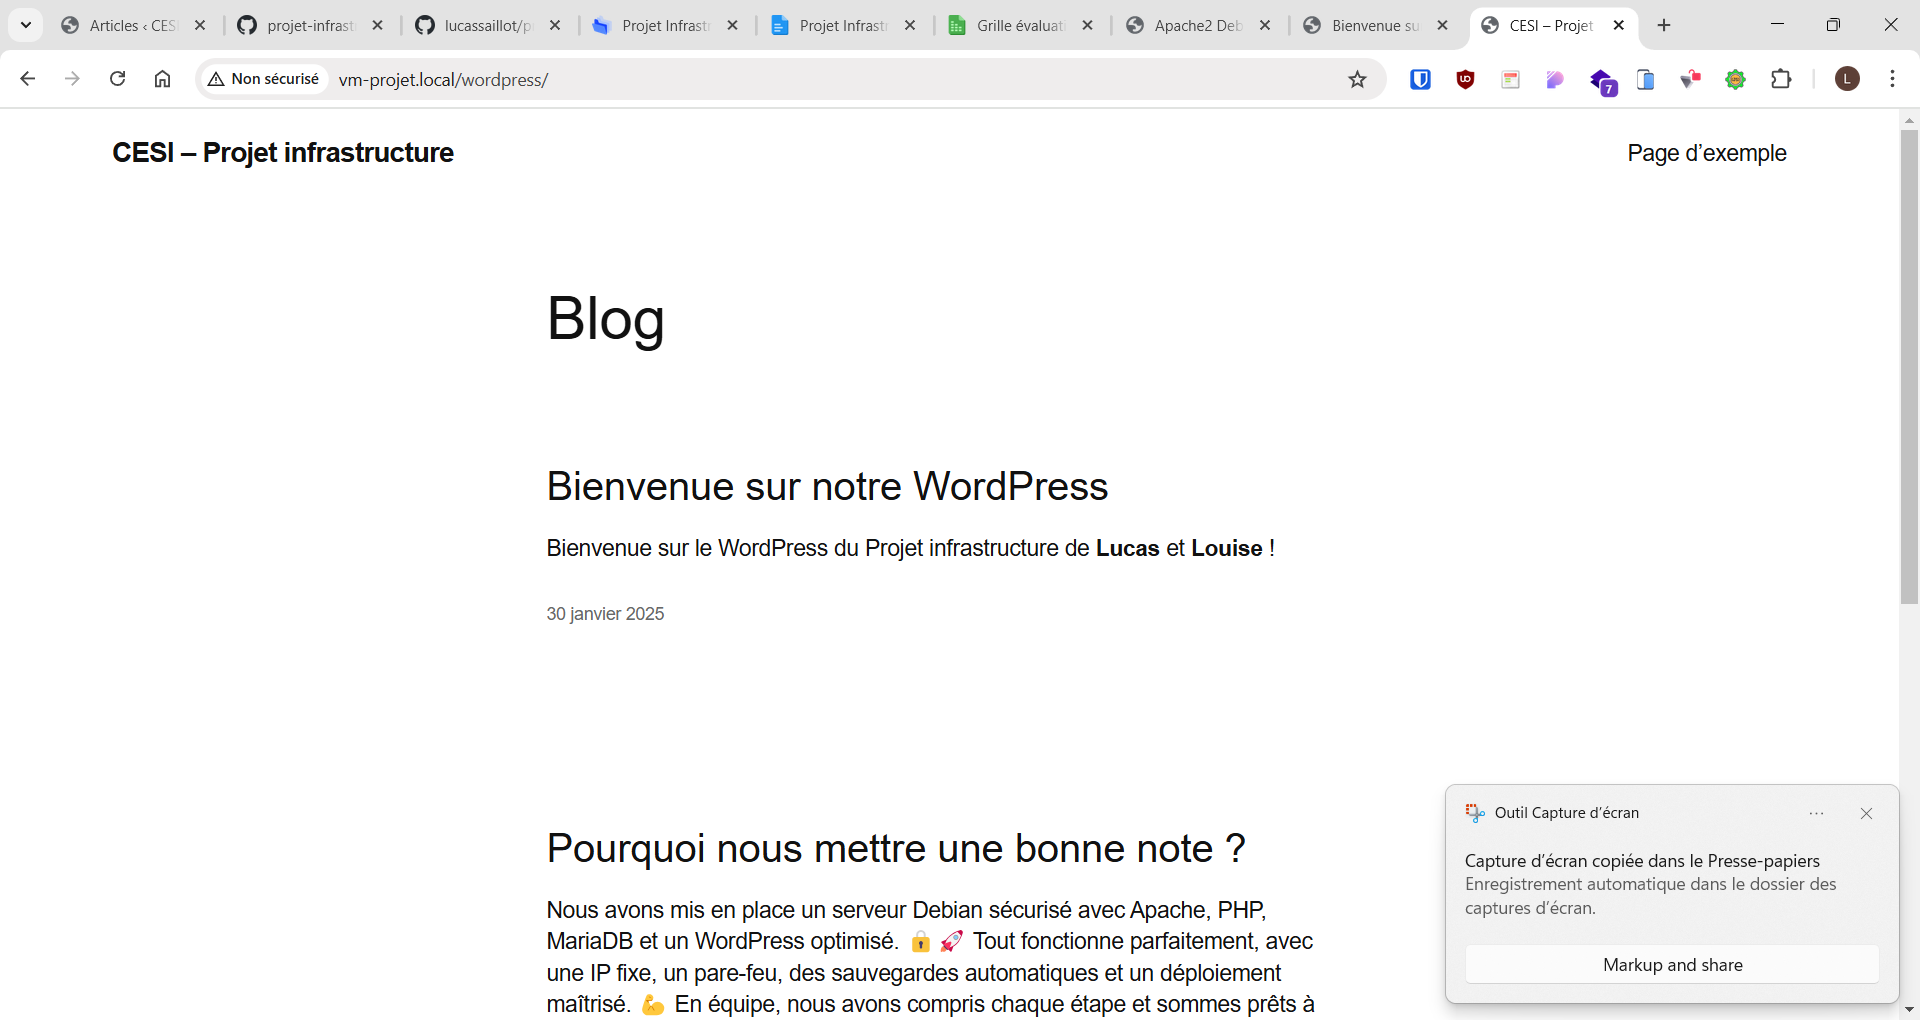 Articles ‹ CES
projet-infrast
lucassaillot/p
Projet Infrast
Projet Infrast
Grille évaluat
Apache2 Deb
Bienvenue su
CESI – Projet
Non sécurisé
vm-projet.local/wordpress/
7
L
CESI – Projet infrastructure
Page d’exemple
Blog
Bienvenue sur notre WordPress
Bienvenue sur le WordPress du Projet infrastructure de Lucas et Louise !
30 janvier 2025
Pourquoi nous mettre une bonne note ?
Nous avons mis en place un serveur Debian sécurisé avec Apache, PHP,
MariaDB et un WordPress optimisé. 🔒 🚀 Tout fonctionne parfaitement, avec
une IP fixe, un pare-feu, des sauvegardes automatiques et un déploiement
maîtrisé. 💪 En équipe, nous avons compris chaque étape et sommes prêts à
Outil Capture d’écran
Capture d’écran copiée dans le Presse-papiers
Enregistrement automatique dans le dossier des
captures d’écran.
Markup and share